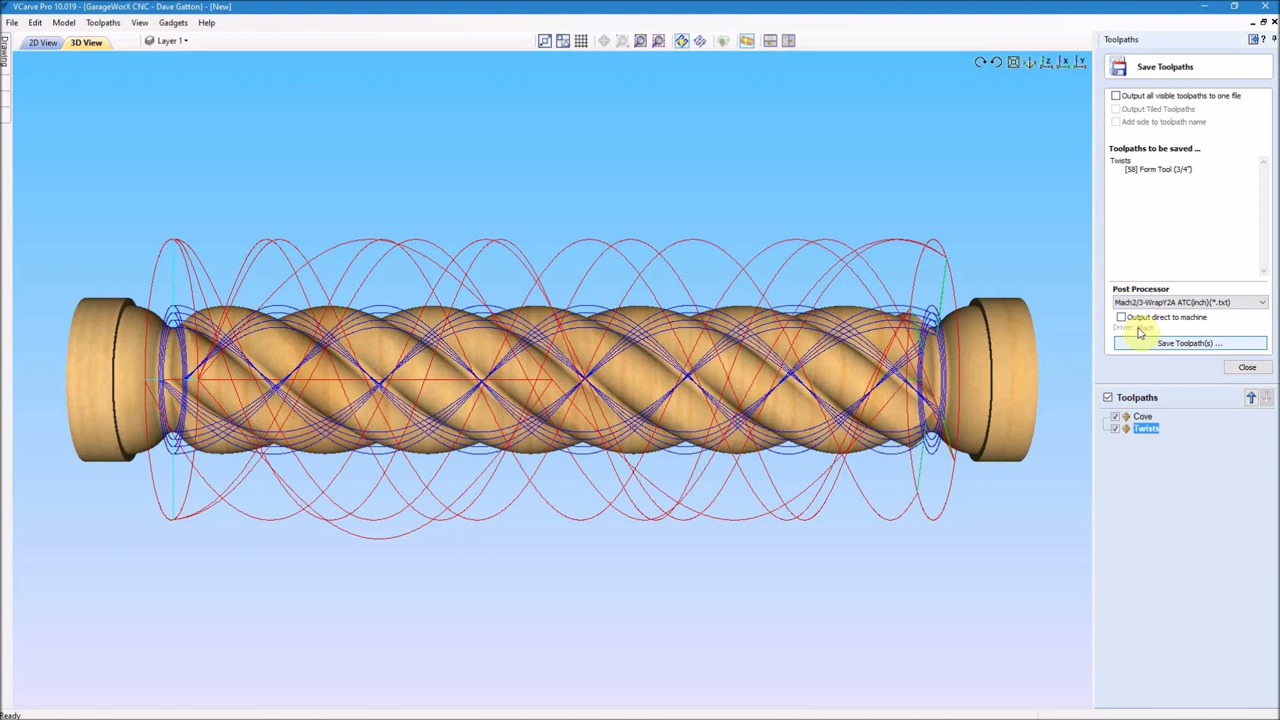 VCarve Pro 10.019 - {GarageWorX CNC - Dave Gatton} - [New]
File Edit Model Toolpaths View Gadgets Help
2D View 3D View Layer 1
Drawing
Toolpaths
Save Toolpaths
Output all visible toolpaths to one file
Output Tiled Toolpaths
Add side to toolpath name
Toolpaths to be saved ...
Twists
[58] Form Tool (3/4")
Post Processor
Mach2/3-WrapY2A ATC(inch)(*.txt)
Output direct to machine
Driver: Mach
Save Toolpath(s) ...
Close
Toolpaths
Cove
Twists
Ready